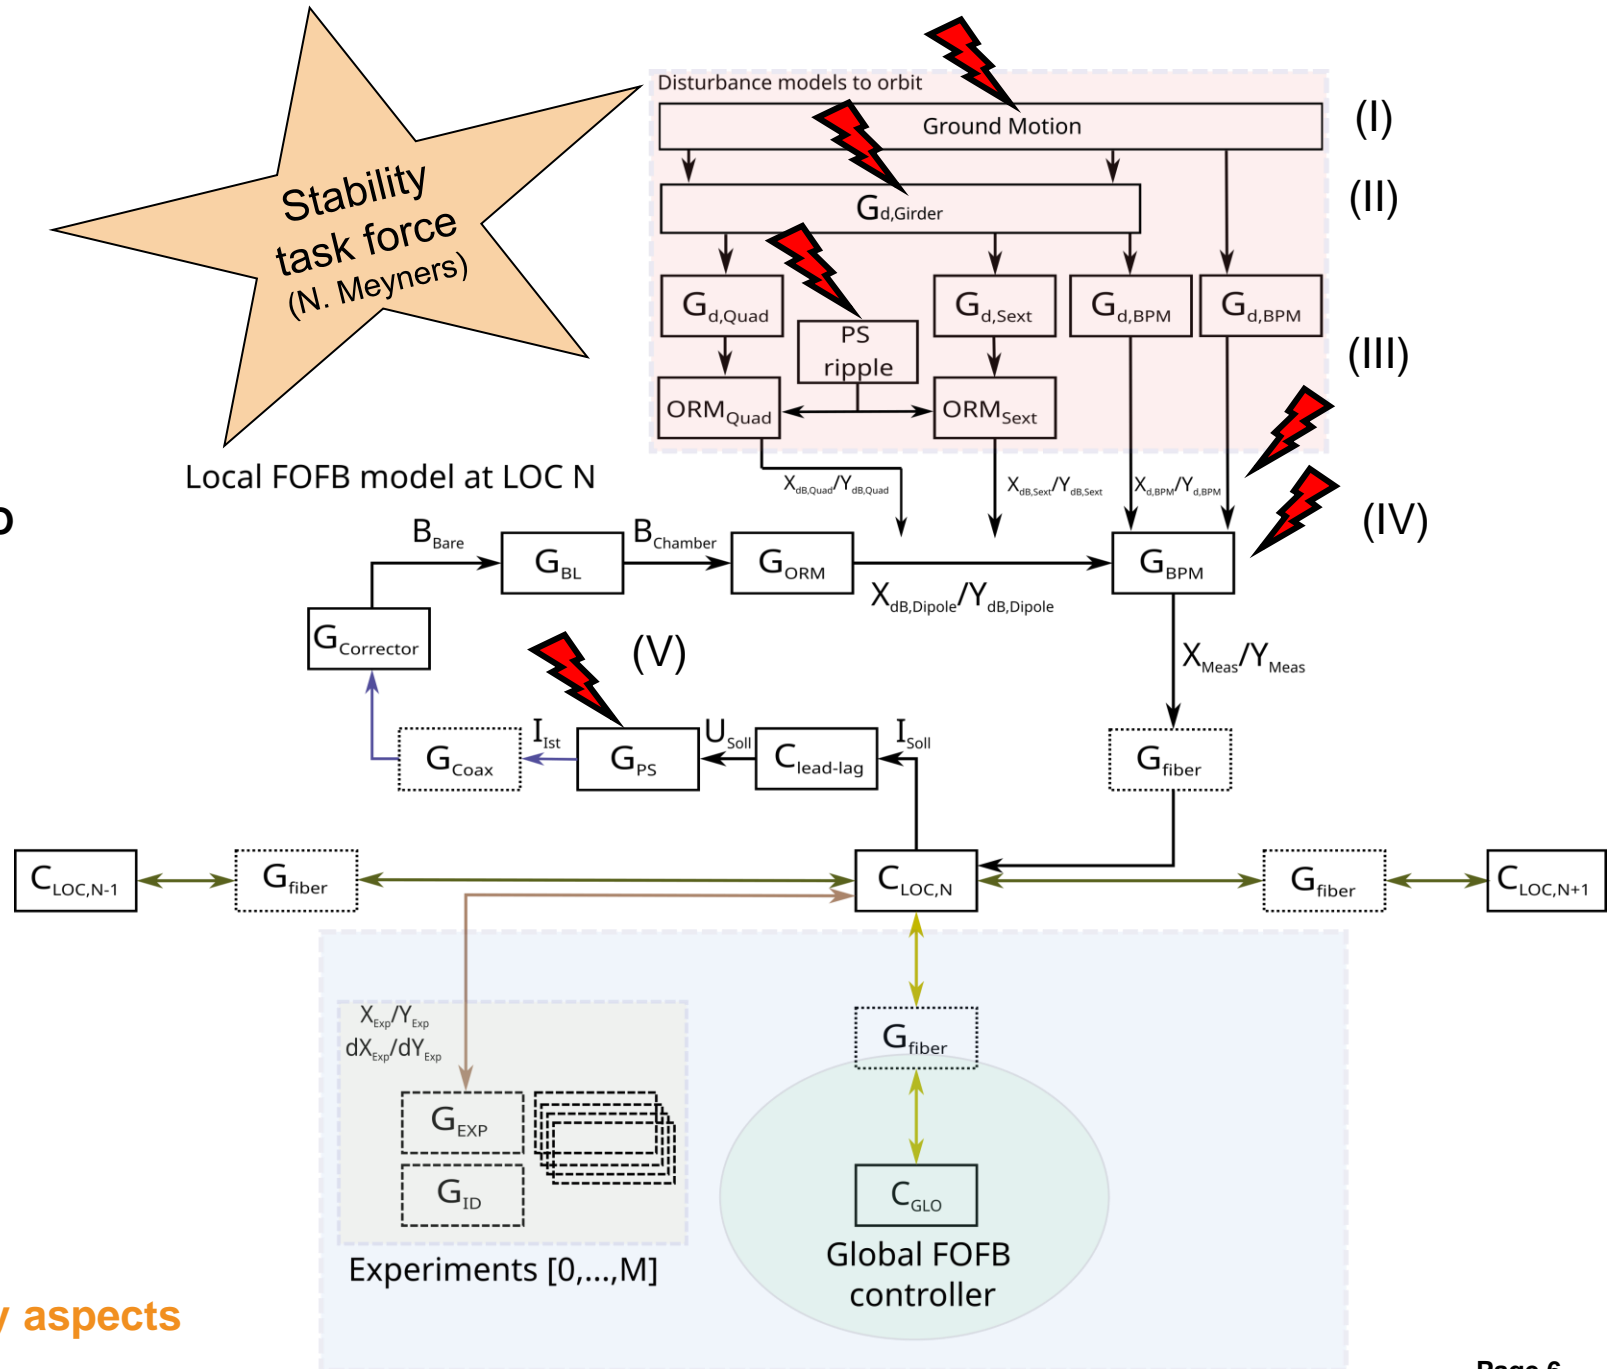 Disturbance models to orbit
Ground Motion
(I)
Gd,Girder
(II)
Stability
task force
(N. Meyners)
Gd,Quad
PS
ripple
Gd,Sext
Gd,BPM
Gd,BPM
(III)
ORMQuad
ORMSext
Local FOFB model at LOC N
XdB,Quad/YdB,Quad
XdB,Sext/YdB,Sext
Xd,BPM/Yd,BPM
(IV)
BBare
GBL
BChamber
GORM
XdB,Dipole/YdB,Dipole
GBPM
GCorrector
(V)
XMeas/YMeas
GCoax
IIst
GPS
USoll
Clead-lag
ISoll
Gfiber
CLOC,N-1
Gfiber
CLOC,N
Gfiber
CLOC,N+1
XExp/YExp
dXExp/dYExp
Gfiber
GEXP
GID
CGLO
Experiments [0,...,M]
Global FOFB
controller
y aspects
Page 6